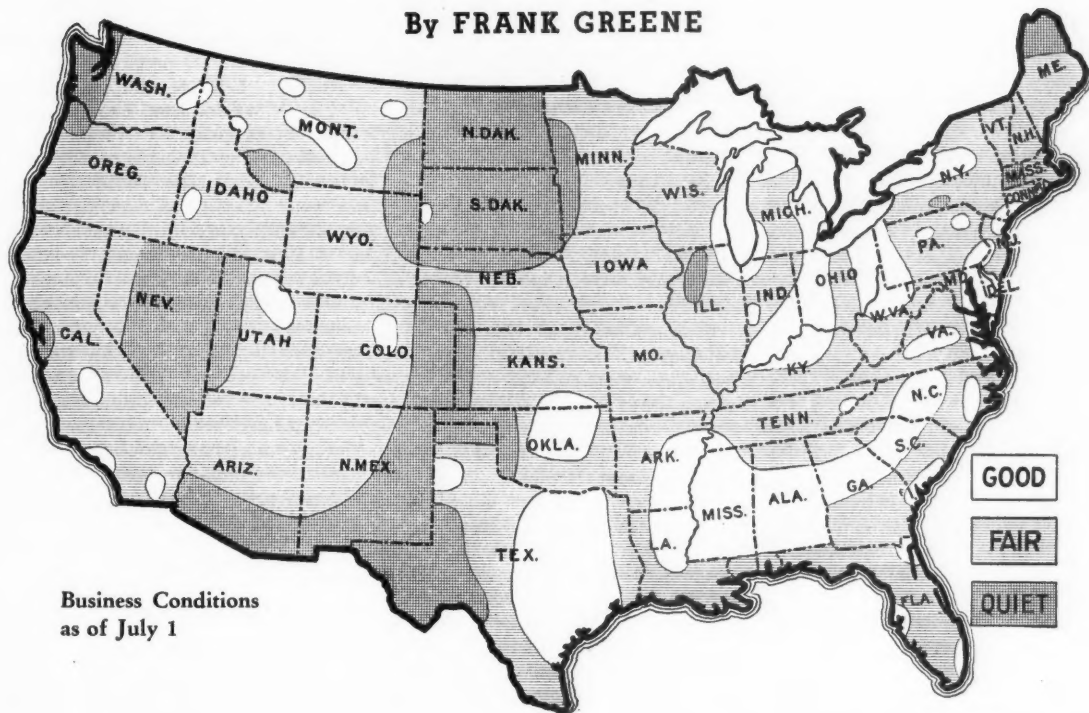 By FRANK GREENE
WASH.
MONT.
N.DAK.
MINN.
ME.
VT.
N.H.
OREG.
IDAHO
S.DAK.
WIS.
MICH.
N.Y.
MASS.
CONN.
WYO.
NEB.
IOWA
PA.
N.J.
NEV.
UTAH
COLO.
ILL.
IND.
OHIO
W.VA.
MD.
DEL.
CAL.
KANS.
MO.
KY.
VA.
ARIZ.
N.MEX.
OKLA.
ARK.
TENN.
N.C.
S.C.
TEX.
LA.
MISS.
ALA.
GA.
FLA.
GOOD
FAIR
QUIET
Business Conditions
as of July 1